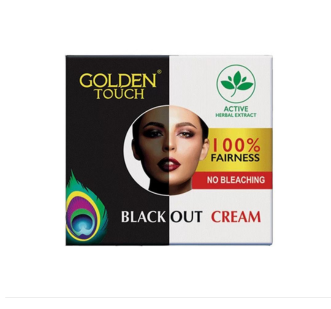 GOLDEN®
TOUCH
ACTIVE
HERBAL EXTRACT
100%
FAIRNESS
NO BLEACHING
BLACK OUT CREAM